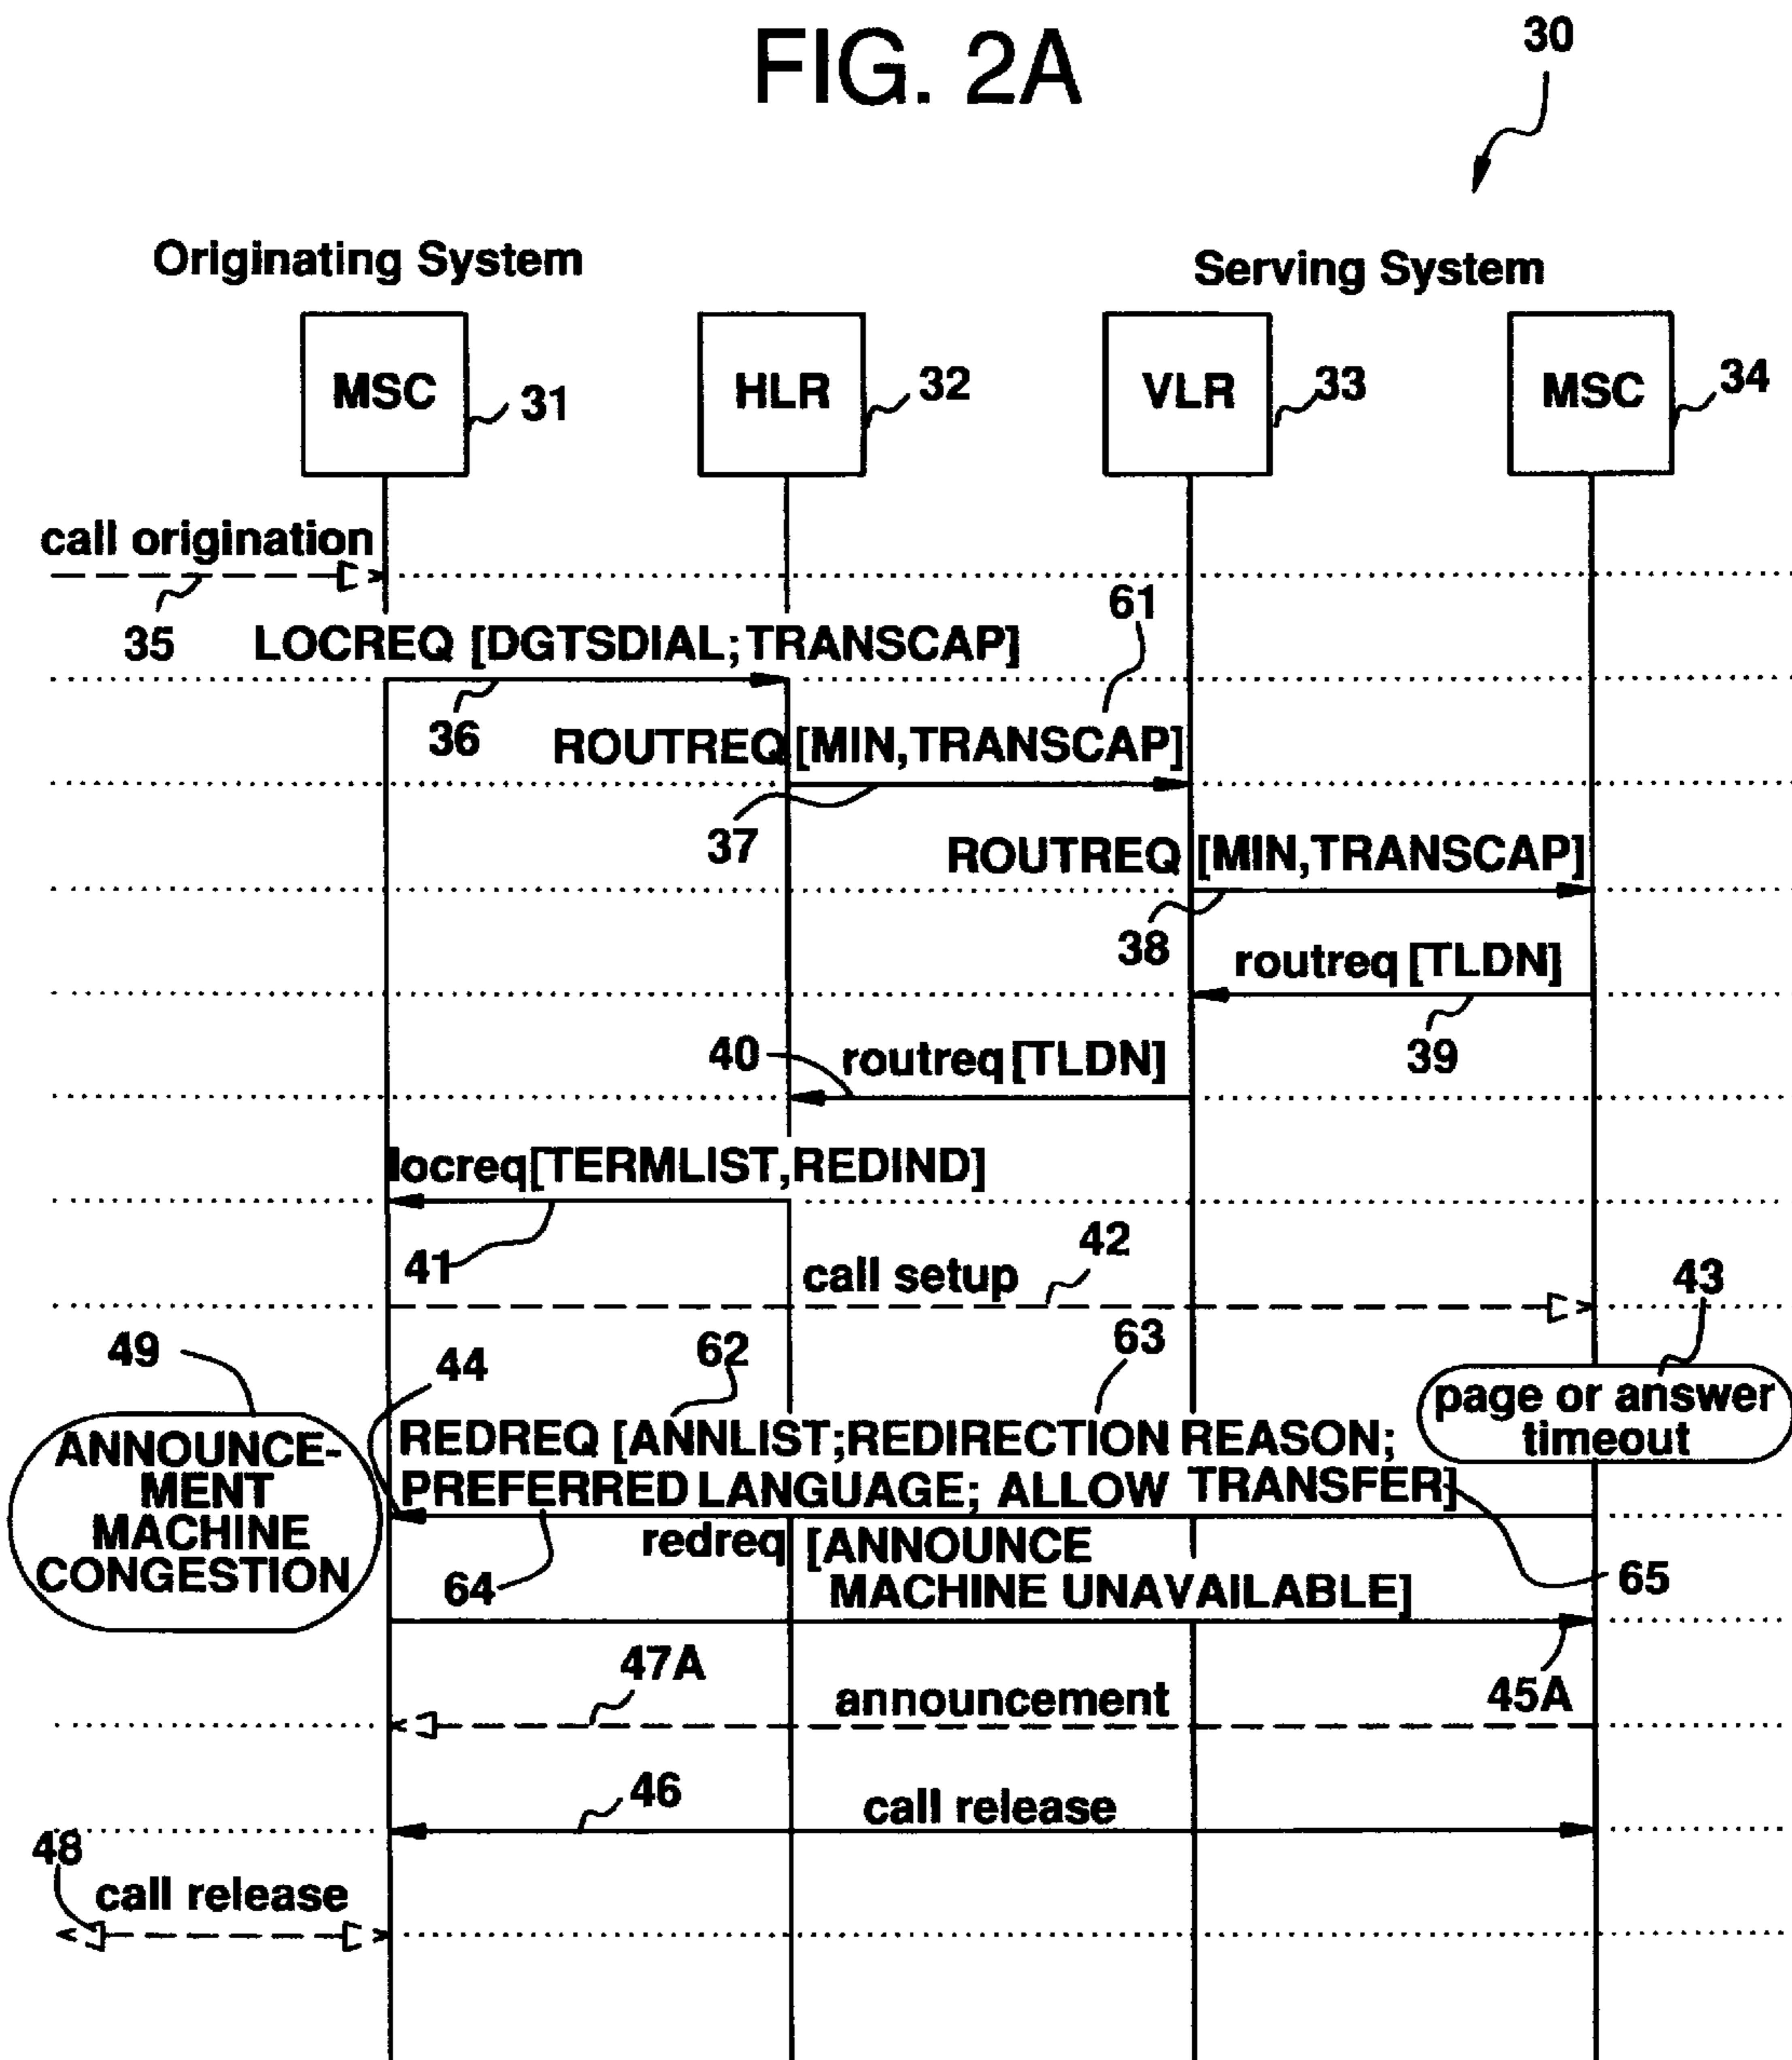 FIG. 2A
30
Originating System
Serving System
MSC
31
HLR
32
VLR
33
MSC
34
call origination
35
61
LOCREQ [DGTSDIAL;TRANSCAP]
36
ROUTREQ [MIN,TRANSCAP]
37
ROUTREQ [MIN,TRANSCAP]
38
routreq [TLDN]
39
40
routreq [TLDN]
locreq[TERMLIST,REDIND]
41
call setup
42
43
page or answer
timeout
49
44
62
63
ANNOUNCE-
MENT
MACHINE
CONGESTION
REDREQ [ANNLIST;REDIRECTION REASON;
PREFERRED LANGUAGE; ALLOW TRANSFER]
64
redreq [ANNOUNCE
MACHINE UNAVAILABLE]
65
45A
47A
announcement
46
call release
48
call release